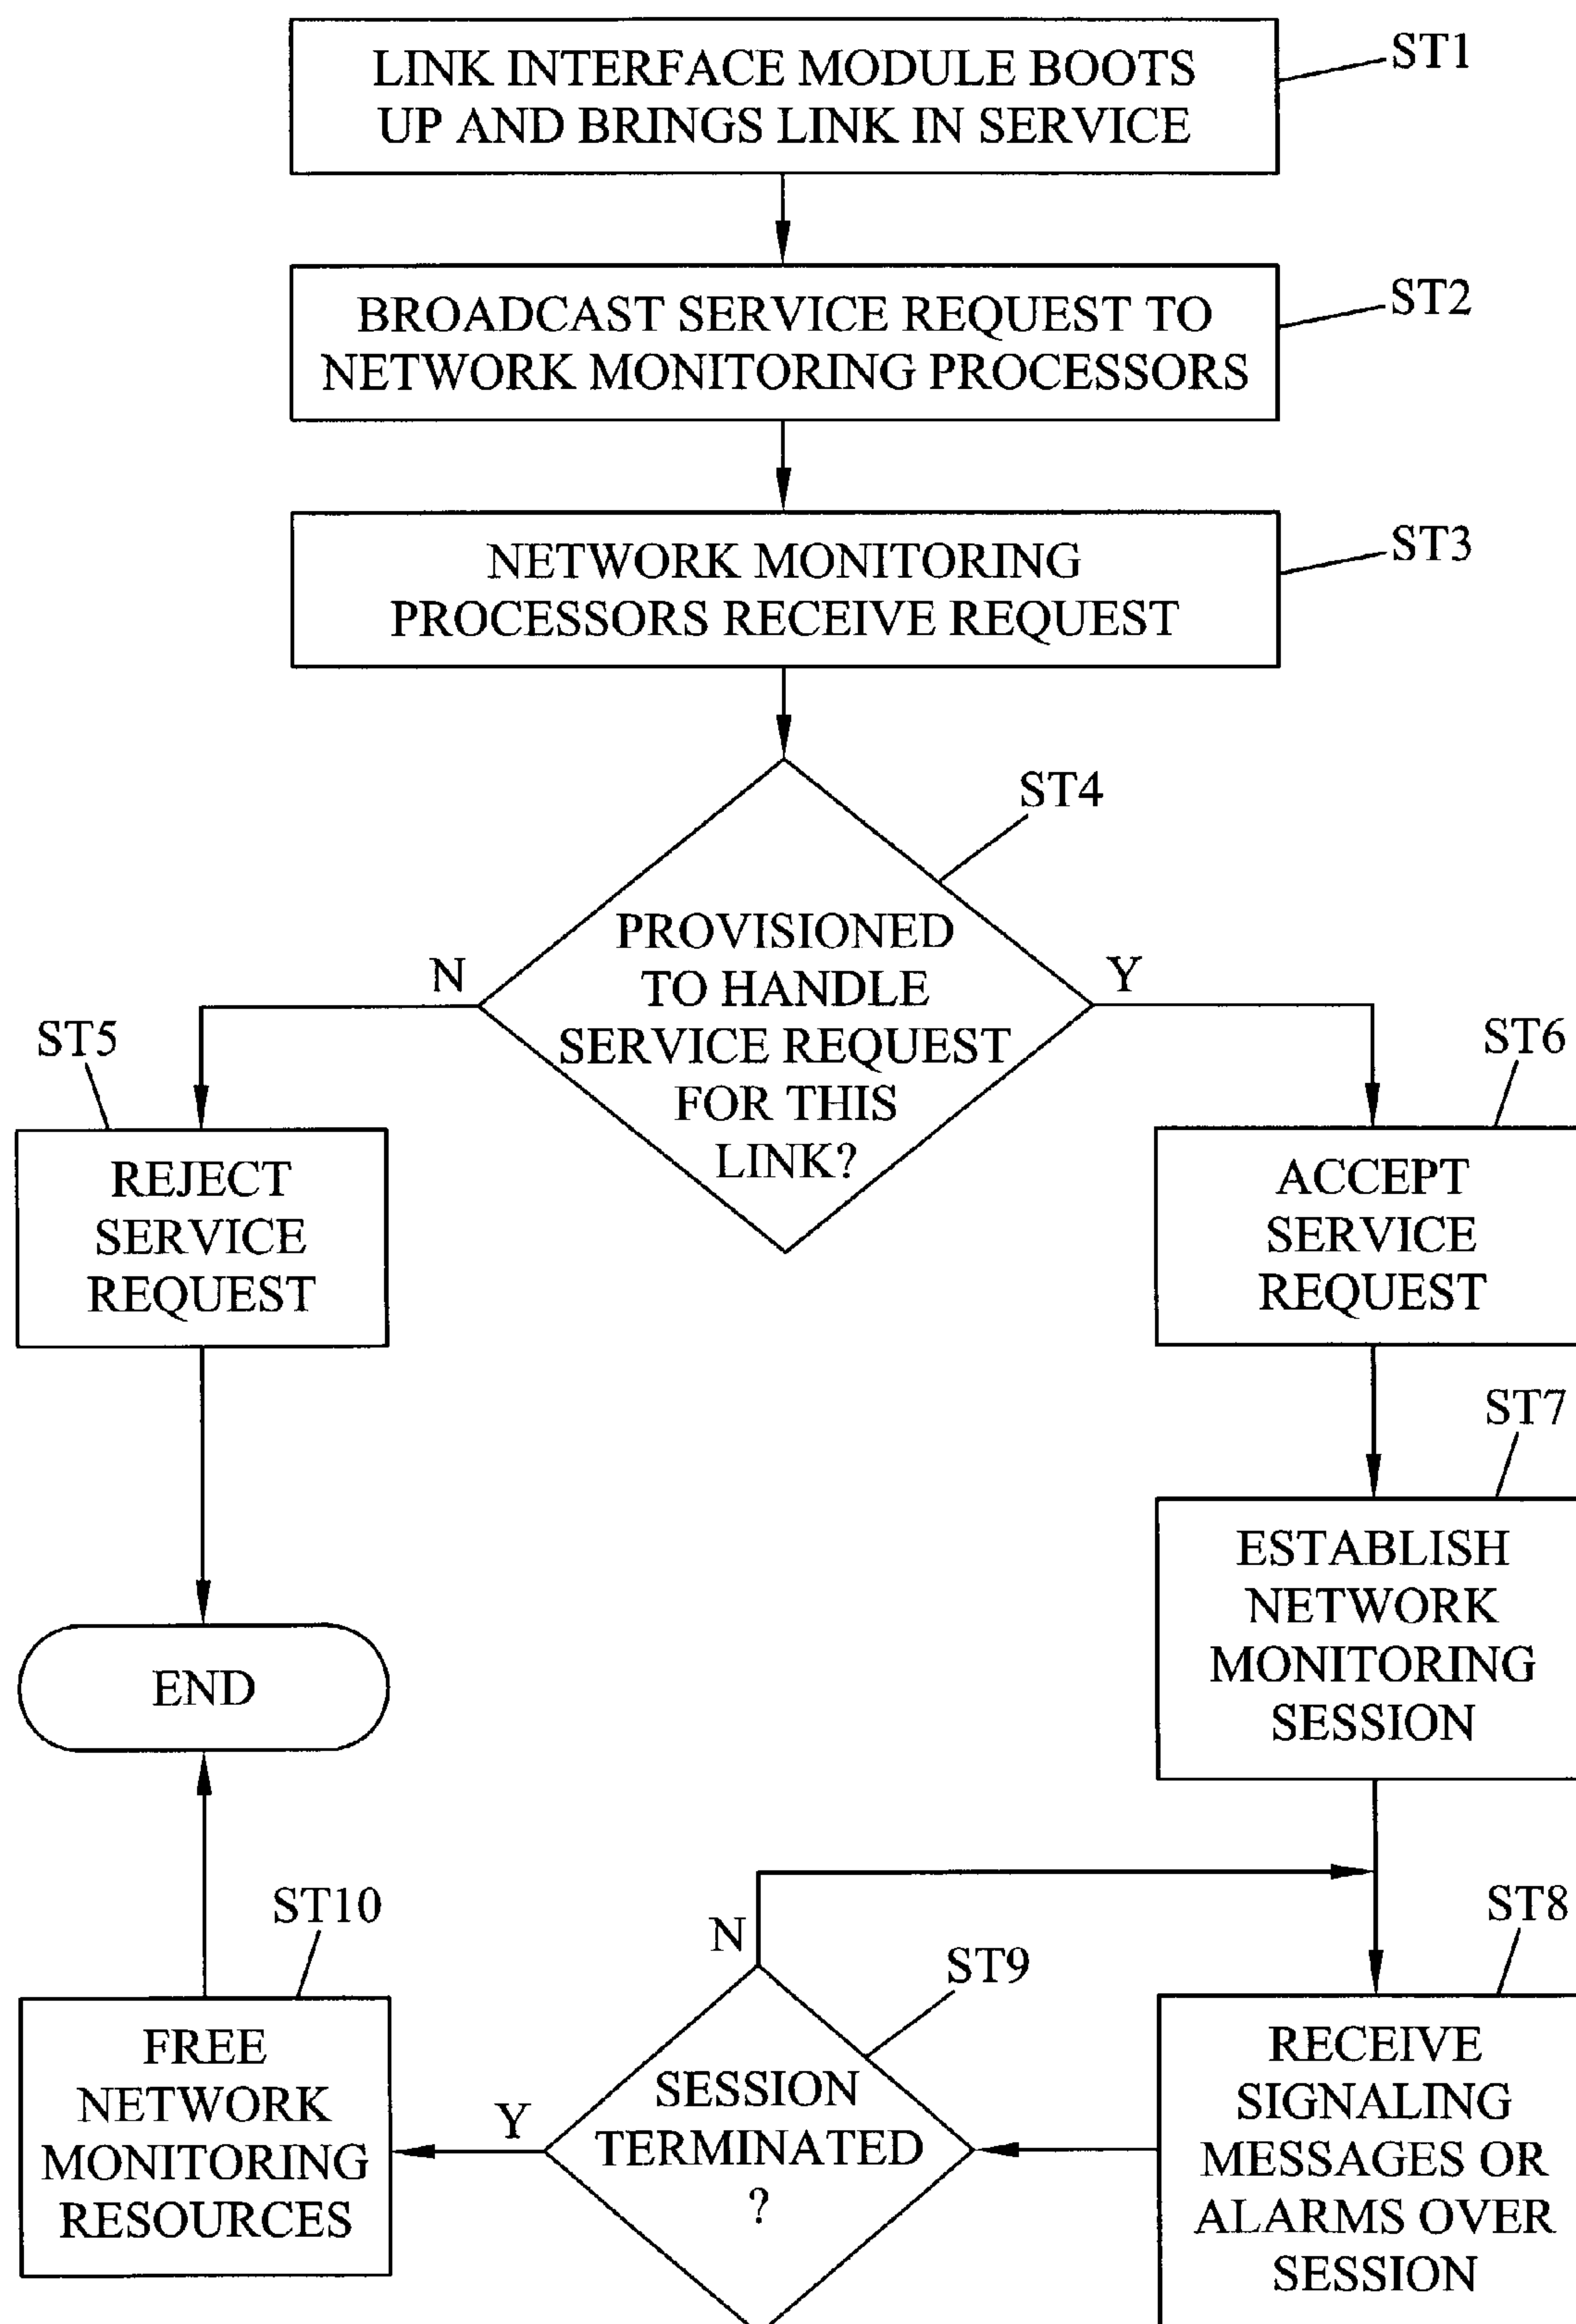 LINK INTERFACE MODULE BOOTS
UP AND BRINGS LINK IN SERVICE
ST1
BROADCAST SERVICE REQUEST TO
NETWORK MONITORING PROCESSORS
ST2
NETWORK MONITORING
PROCESSORS RECEIVE REQUEST
ST3
ST4
PROVISIONED
TO HANDLE
SERVICE REQUEST
FOR THIS
LINK?
N
Y
ST5
REJECT
SERVICE
REQUEST
ST6
ACCEPT
SERVICE
REQUEST
ST7
ESTABLISH
NETWORK
MONITORING
SESSION
END
ST8
RECEIVE
SIGNALING
MESSAGES OR
ALARMS OVER
SESSION
N
ST9
SESSION
TERMINATED
?
Y
ST10
FREE
NETWORK
MONITORING
RESOURCES